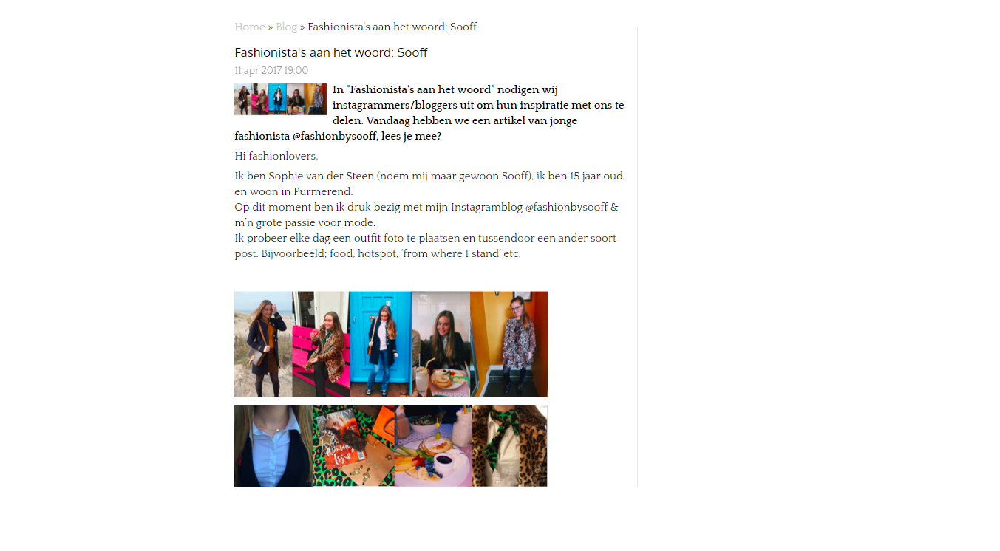 Home » Blog » Fashionista's aan het woord: Sooff
Fashionista's aan het woord: Sooff
11 apr 2017 19:00
In "Fashionista's aan het woord" nodigen wij
instagrammers/bloggers uit om hun inspiratie met ons te
delen. Vandaag hebben we een artikel van jonge
fashionista @fashionbysooff, lees je mee?
Hi fashionlovers,
Ik ben Sophie van der Steen (noem mij maar gewoon Sooff), ik ben 15 jaar oud
en woon in Purmerend.
Op dit moment ben ik druk bezig met mijn Instagramblog @fashionbysooff &
m'n grote passie voor mode.
Ik probeer elke dag een outfit foto te plaatsen en tussendoor een ander soort
post. Bijvoorbeeld; food, hotspot, 'from where I stand' etc.
Issue